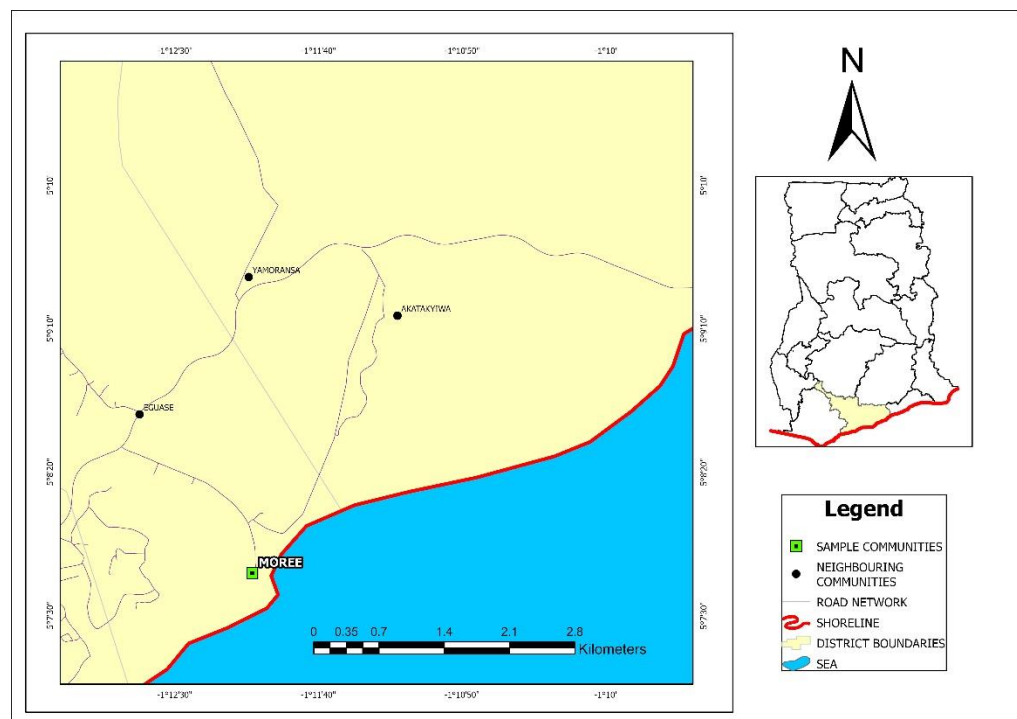 -1°12'30"
-1°11'40"
-1°10'50"
-1°10'
N
5°10'
5°10'
YAMORANSA
AKATAKYIWA
5°9'10"
5°9'10"
EGUASE
5°8'20"
5°8'20"
MOREE
5°7'30"
5°7'30"
0 0.35 0.7 1.4 2.1 2.8
Kilometers
-1°12'30"
-1°11'40"
-1°10'50"
-1°10'
Legend
SAMPLE COMMUNITIES
NEIGHBOURING
COMMUNITIES
ROAD NETWORK
SHORELINE
DISTRICT BOUNDARIES
SEA